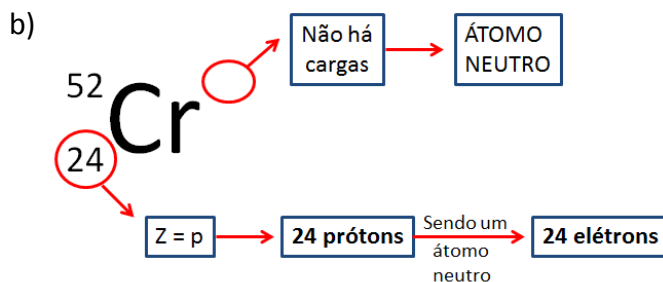 b)
Não há
cargas
ÁTOMO
NEUTRO
52
Cr
24
Z = p
24 prótons
Sendo um
átomo
neutro
24 elétrons